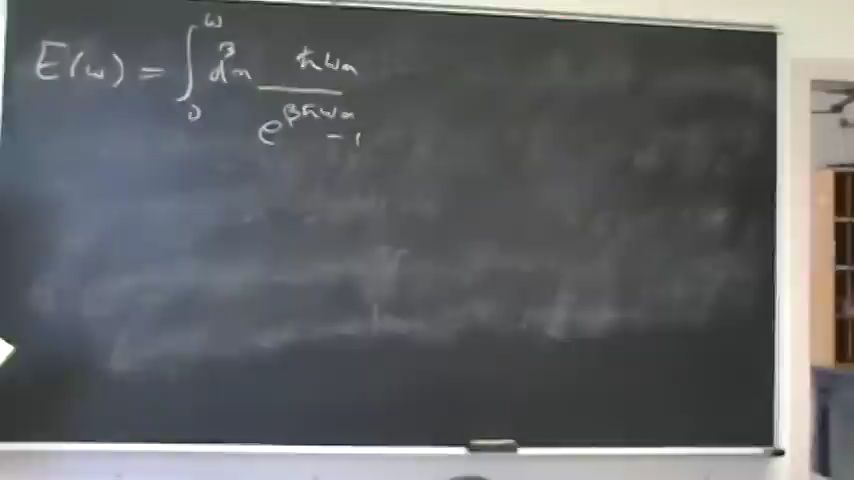 E(ω) = ∫₀^ω d³n ħωₙ / (e^{βħωₙ} − 1)